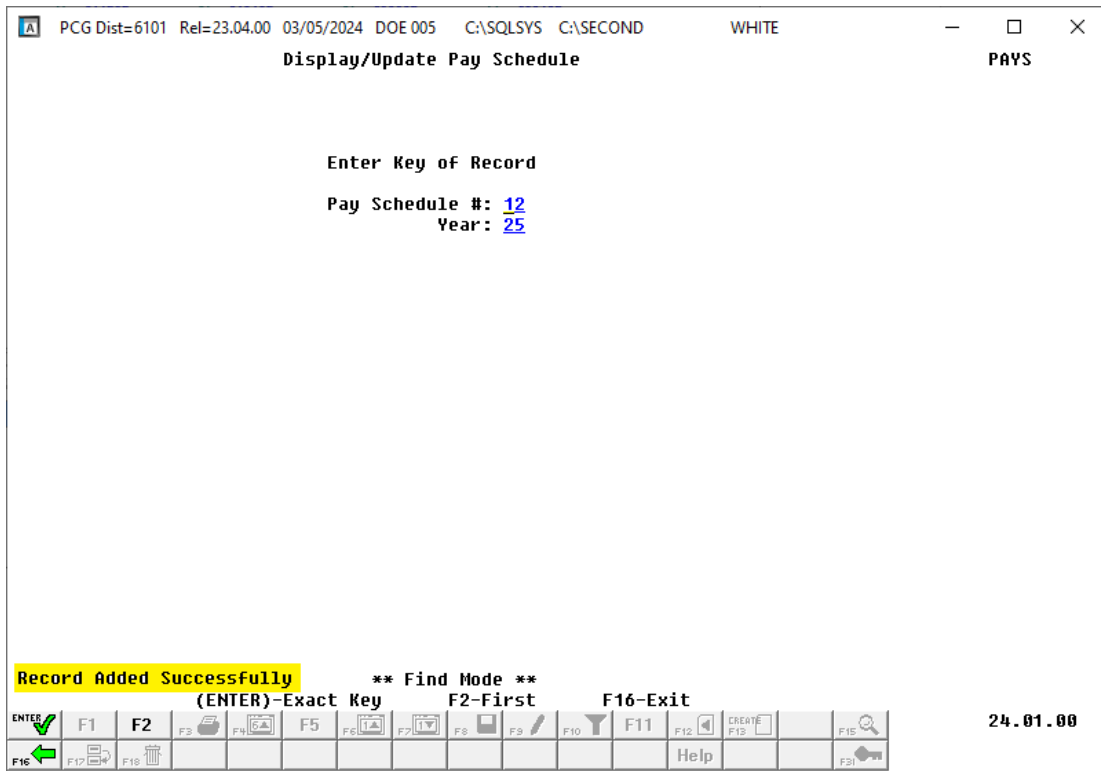 A PCG Dist=6101 Rel=23.04.00 03/05/2024 DOE 005 C:\SQLSYS C:\SECOND WHITE
Display/Update Pay Schedule PAYS
Enter Key of Record
Pay Schedule #: 12
Year: 25
Record Added Successfully ** Find Mode **
(ENTER)-Exact Key F2-First F16-Exit
ENTER F1 F2 F3 F4 6 F5 F6 1 F7 1 F8 F9 F10 F11 F12 CREATE F13 F15 24.01.00
F16 F17 F18 Help F31